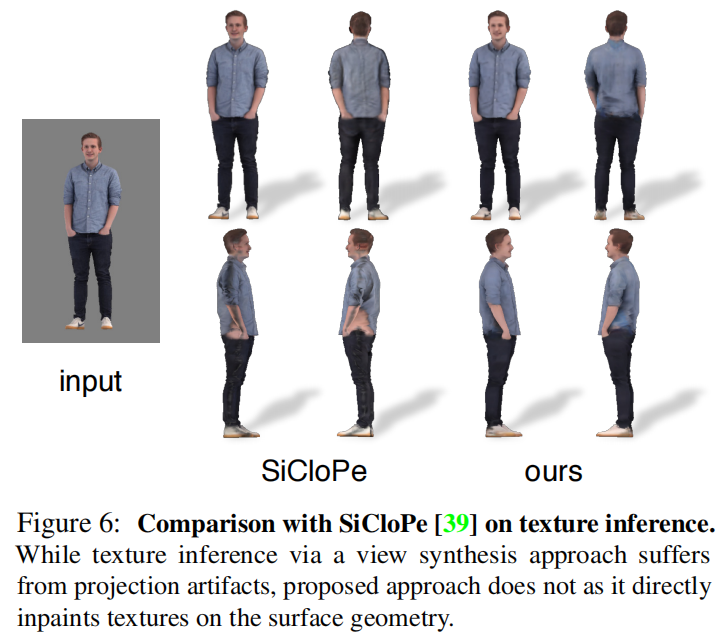 input
SiCloPe
ours
Figure 6: Comparison with SiCloPe [39] on texture inference.
While texture inference via a view synthesis approach suffers
from projection artifacts, proposed approach does not as it directly
inpaints textures on the surface geometry.